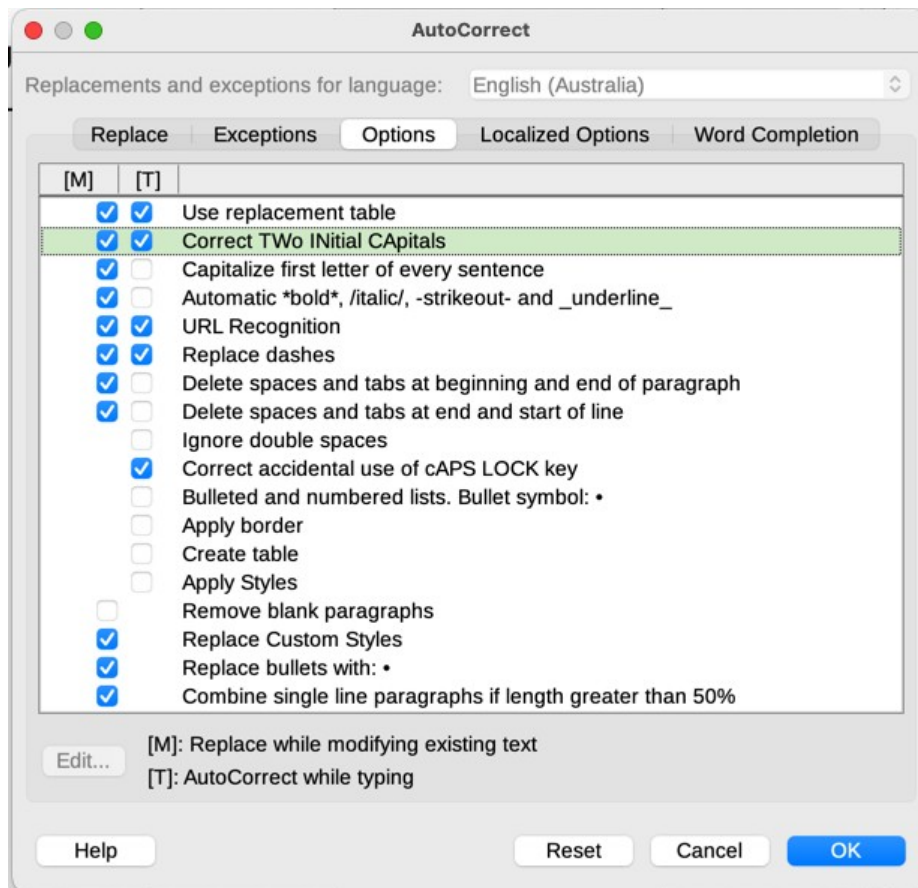 AutoCorrect
Replacements and exceptions for language: English (Australia)
Replace Exceptions Options Localized Options Word Completion
[M] [T]
Use replacement table
Correct TWo INitial CApitals
Capitalize first letter of every sentence
Automatic *bold*, /italic/, -strikeout- and _underline_
URL Recognition
Replace dashes
Delete spaces and tabs at beginning and end of paragraph
Delete spaces and tabs at end and start of line
Ignore double spaces
Correct accidental use of cAPS LOCK key
Bulleted and numbered lists. Bullet symbol: •
Apply border
Create table
Apply Styles
Remove blank paragraphs
Replace Custom Styles
Replace bullets with: •
Combine single line paragraphs if length greater than 50%
Edit... [M]: Replace while modifying existing text
[T]: AutoCorrect while typing
Help Reset Cancel OK